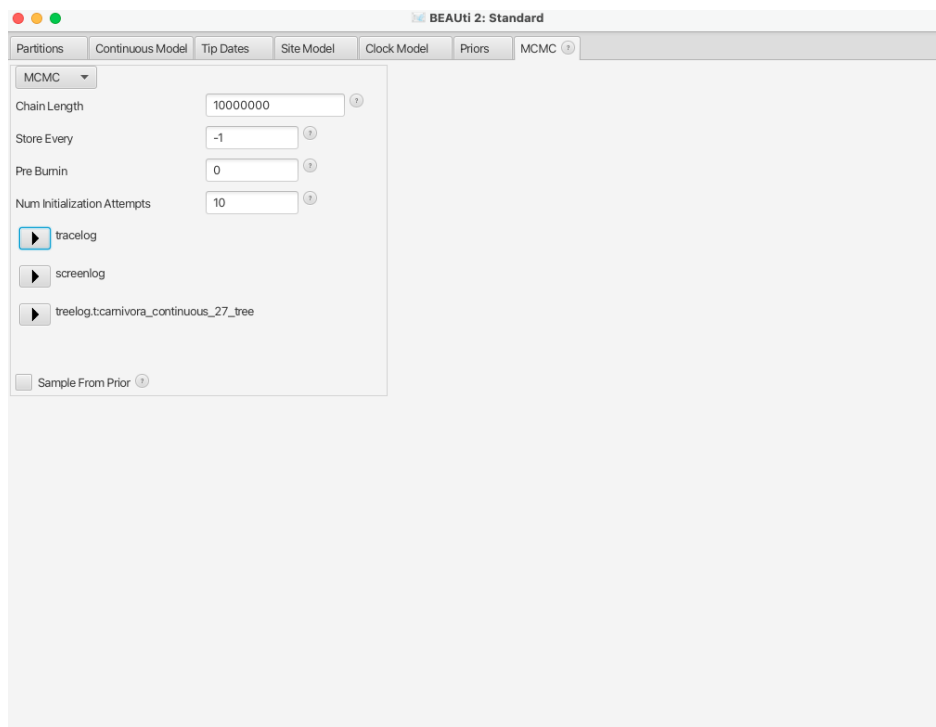 BEAUti 2: Standard
Partitions Continuous Model Tip Dates Site Model Clock Model Priors MCMC ?
MCMC
Chain Length 10000000 ?
Store Every -1 ?
Pre Burnin 0 ?
Num Initialization Attempts 10 ?
tracelog
screenlog
treelog.t:carnivora_continuous_27_tree
Sample From Prior ?